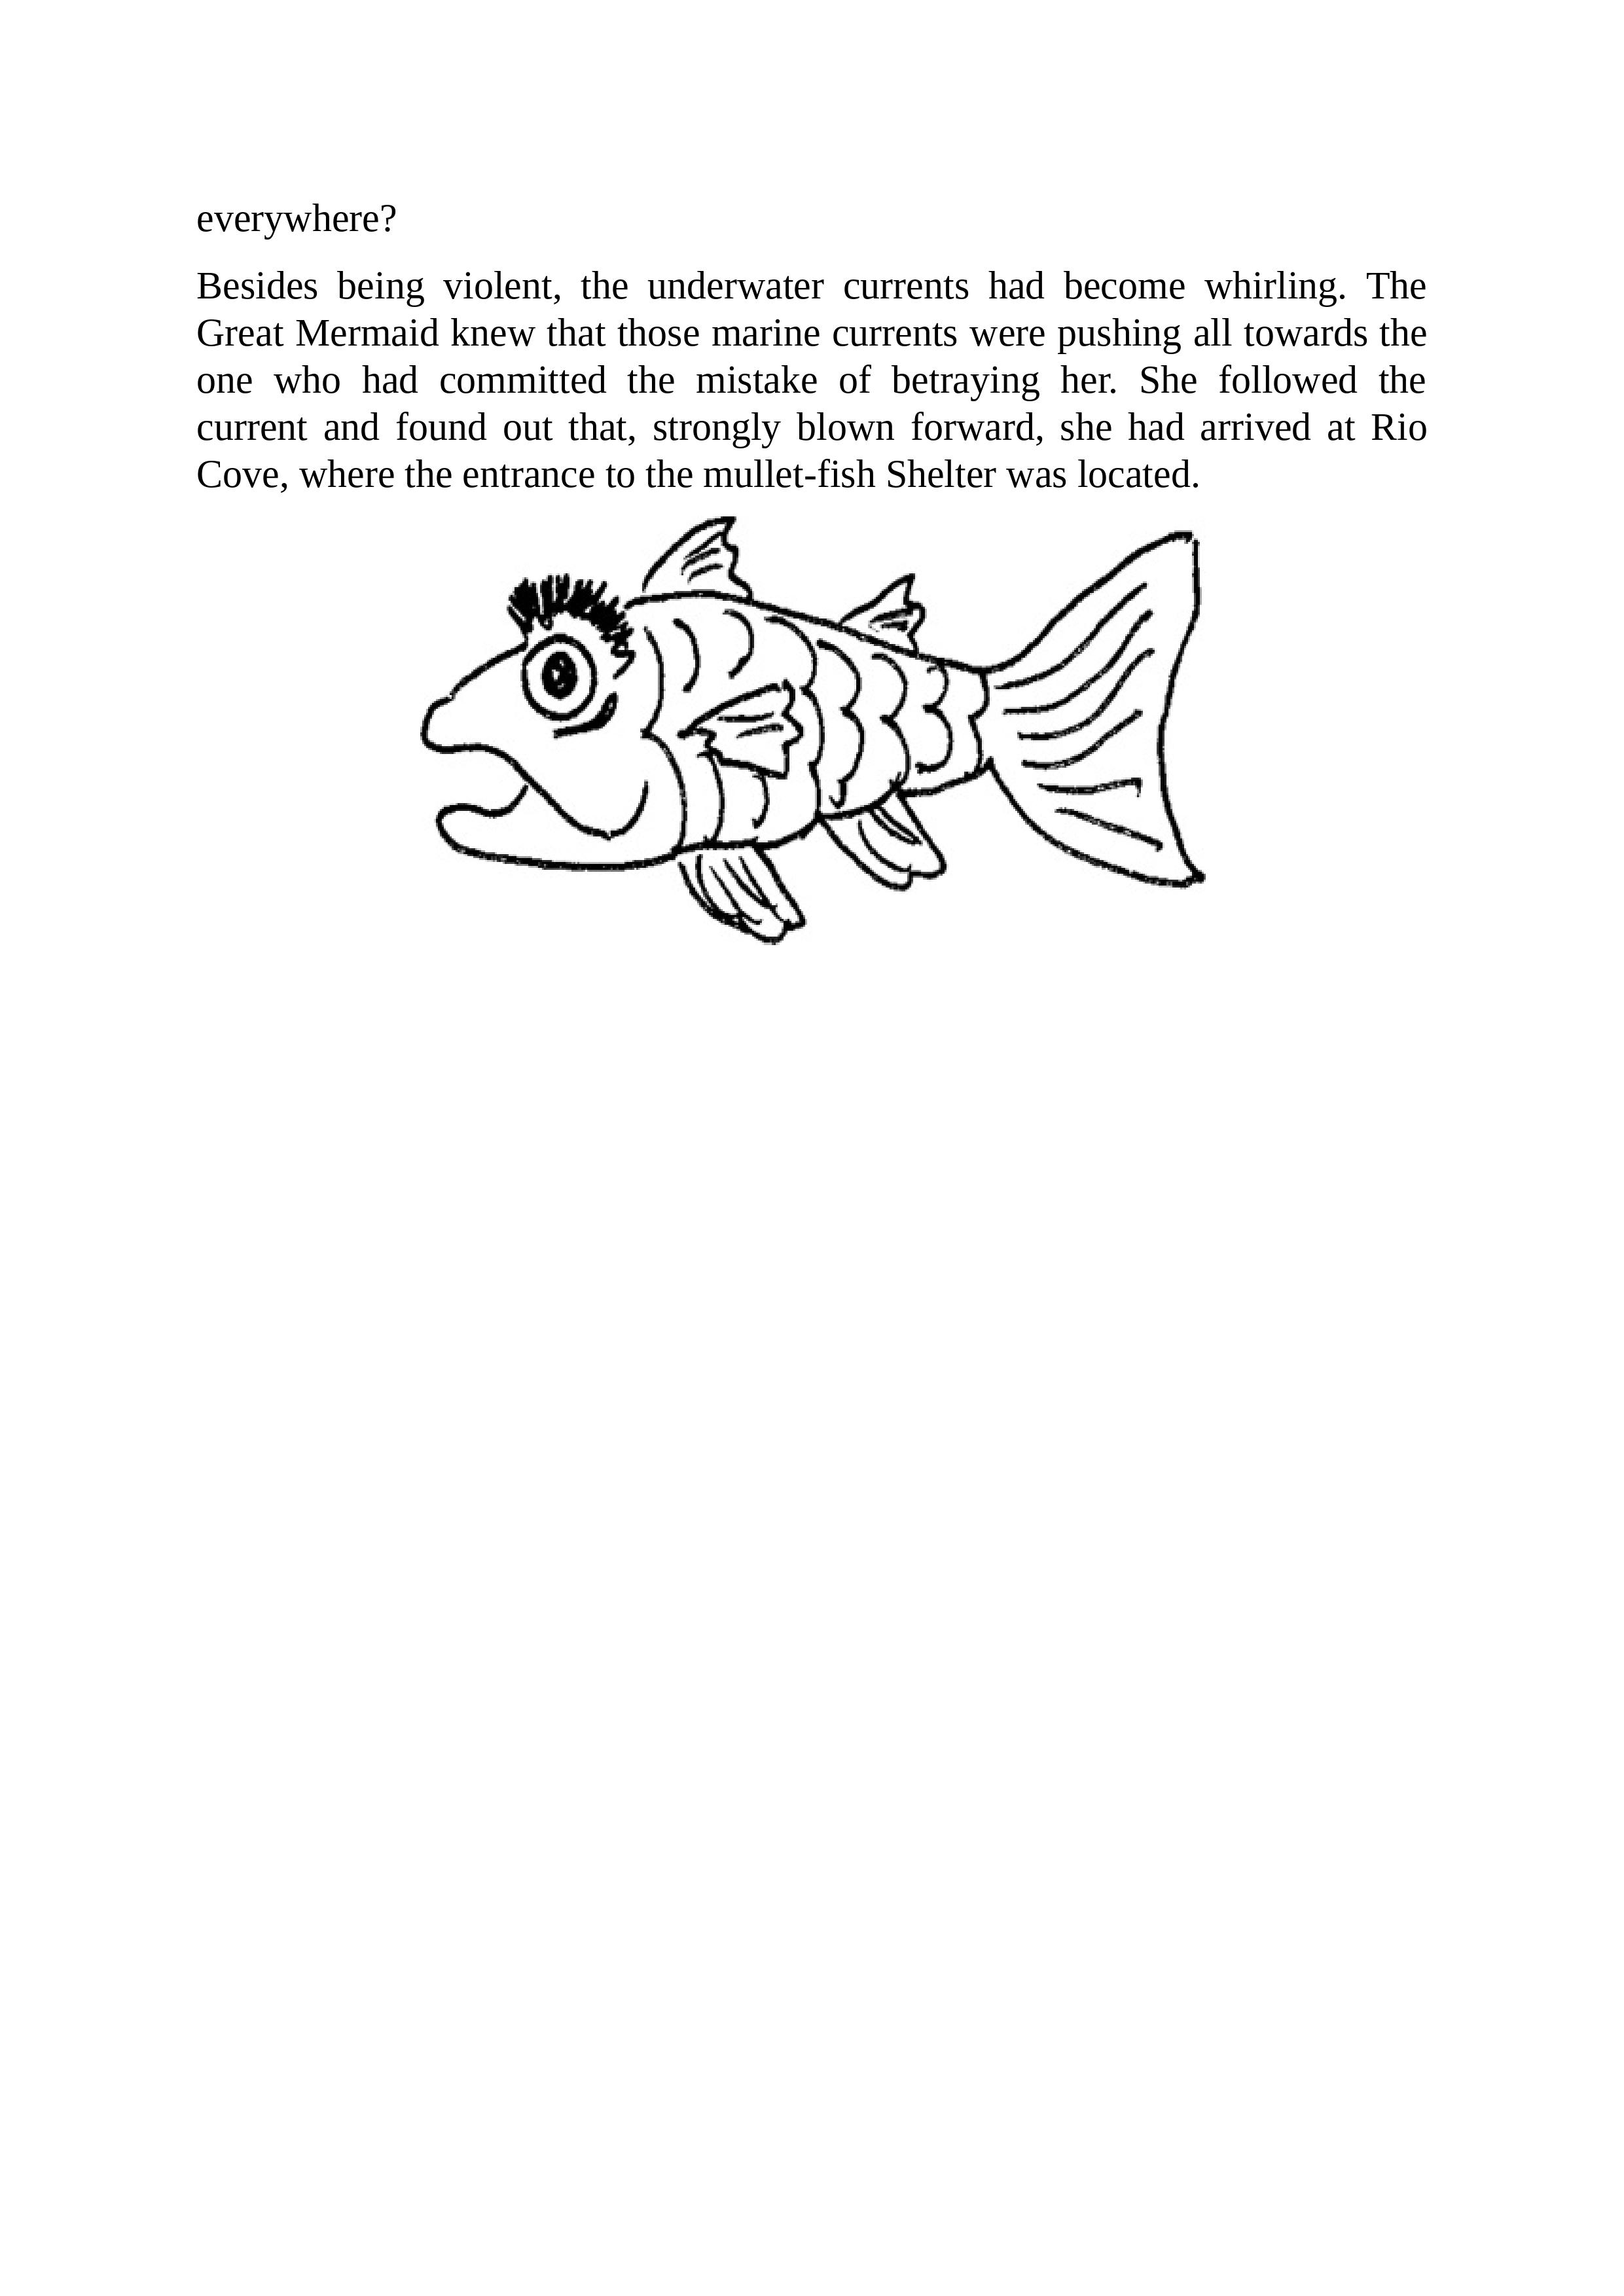 everywhere?
Besides being violent, the underwater currents had become whirling. The
Great Mermaid knew that those marine currents were pushing all towards the
one who had committed the mistake of betraying her. She followed the
current and found out that, strongly blown forward, she had arrived at Rio
Cove, where the entrance to the mullet-fish Shelter was located.